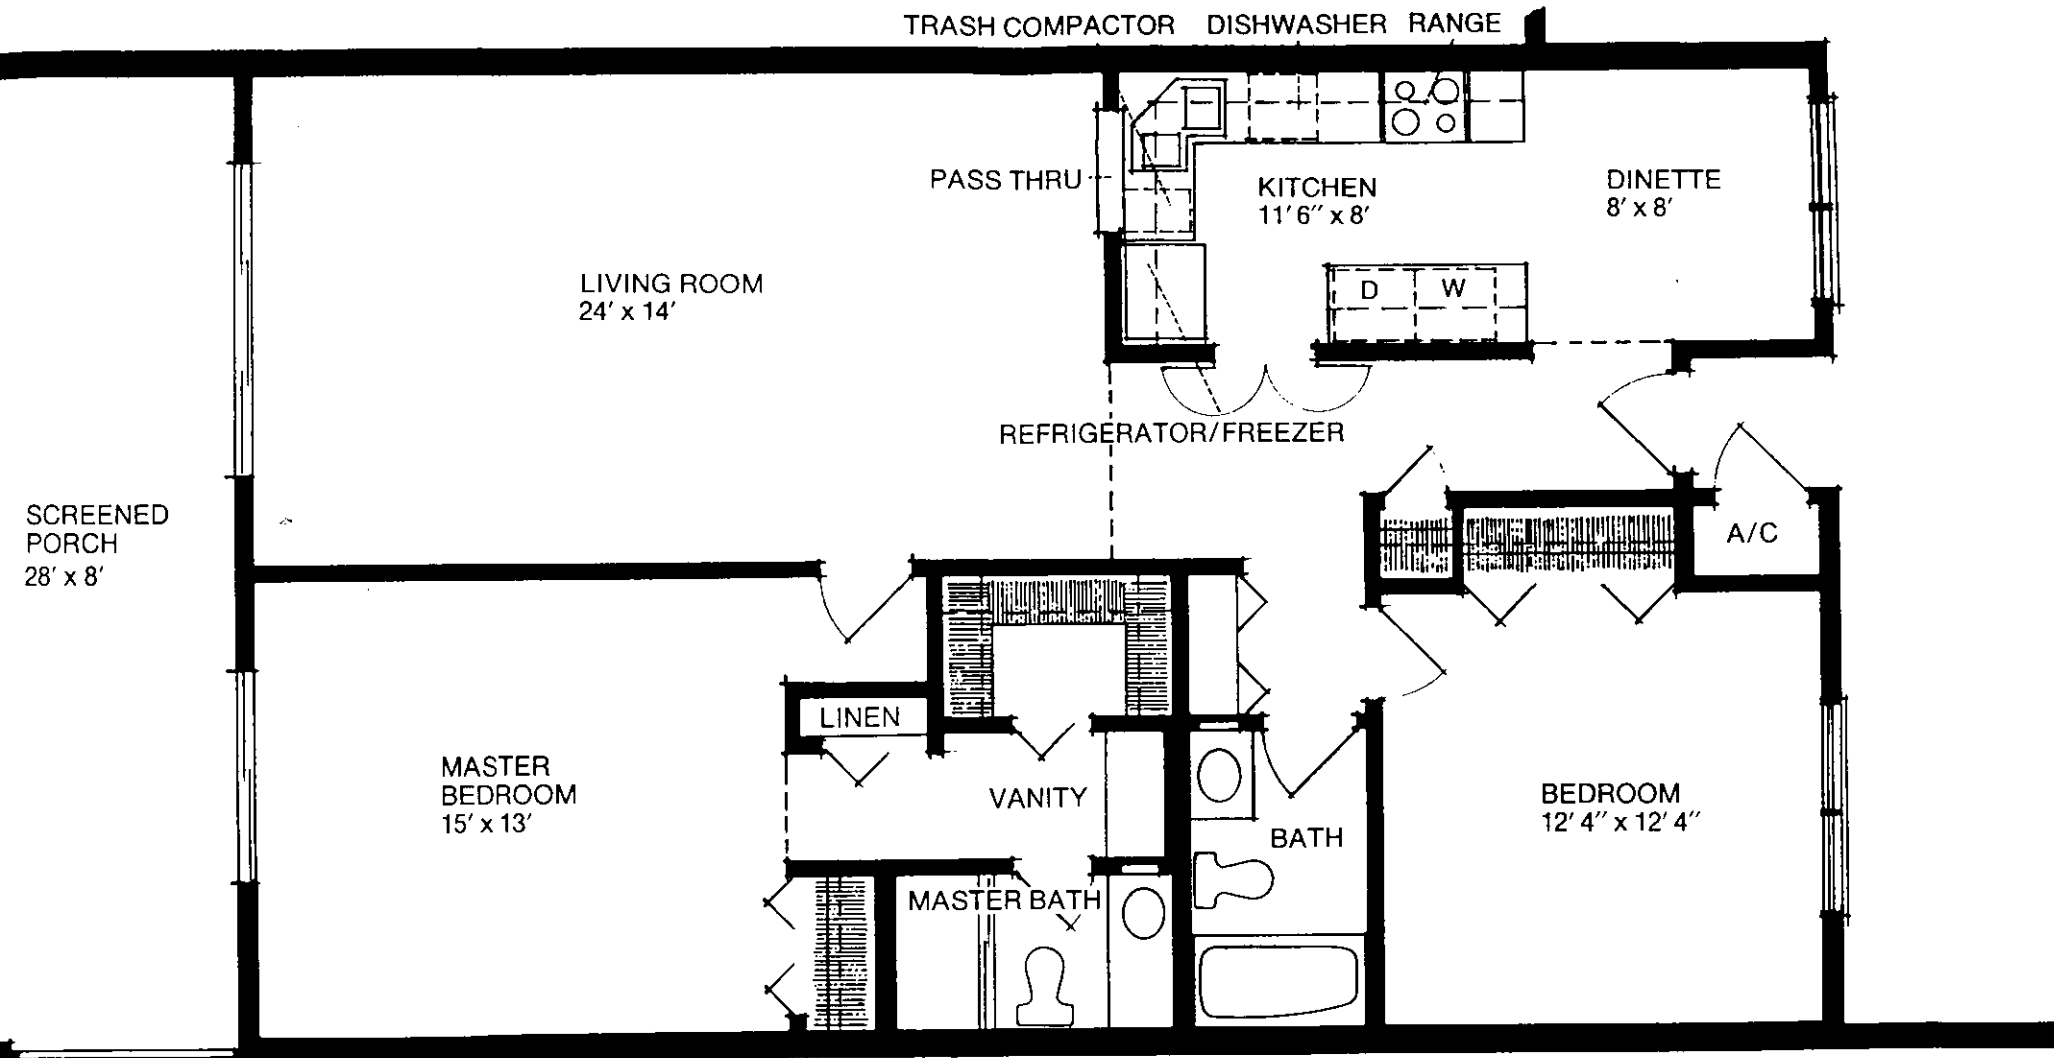 TRASH COMPACTOR DISHWASHER RANGE
PASS THRU
KITCHEN
11' 6" x 8'
DINETTE
8' x 8'
LIVING ROOM
24' x 14'
D W
REFRIGERATOR/FREEZER
SCREENED
PORCH
28' x 8'
A/C
LINEN
MASTER
BEDROOM
15' x 13'
VANITY
BATH
BEDROOM
12' 4" x 12' 4"
MASTER BATH